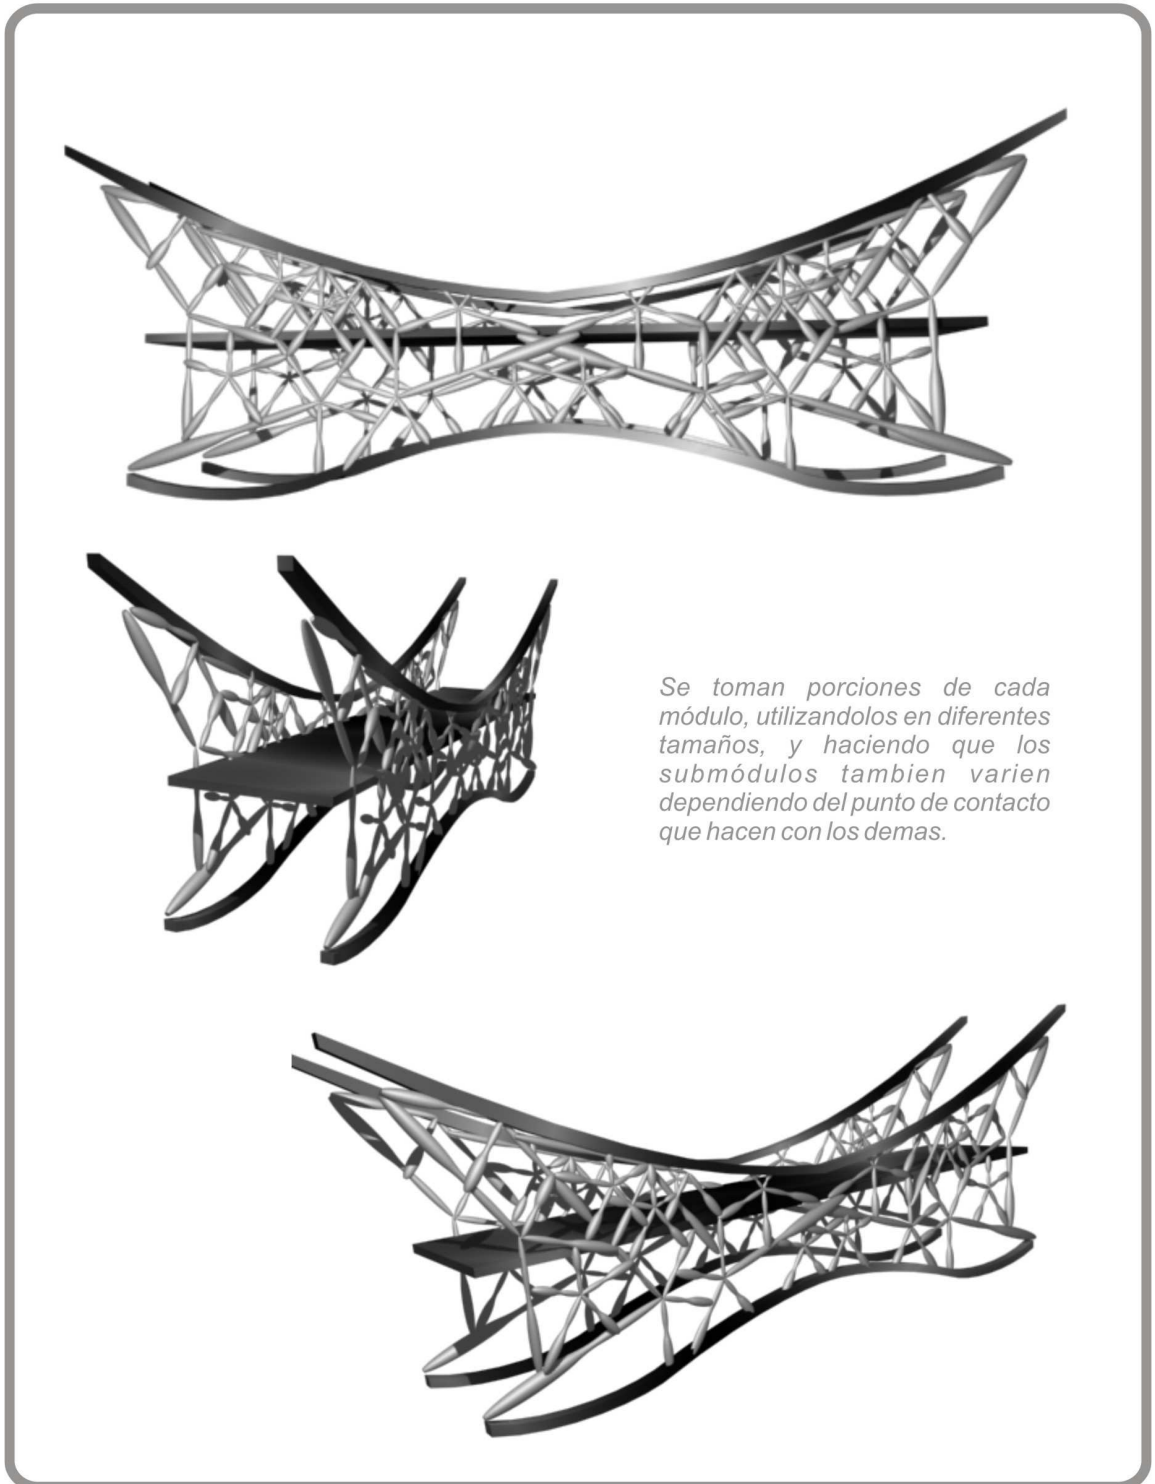 Se toman porciones de cada
módulo, utilizandolos en diferentes
tamaños, y haciendo que los
submódulos tambien varien
dependiendo del punto de contacto
que hacen con los demas.